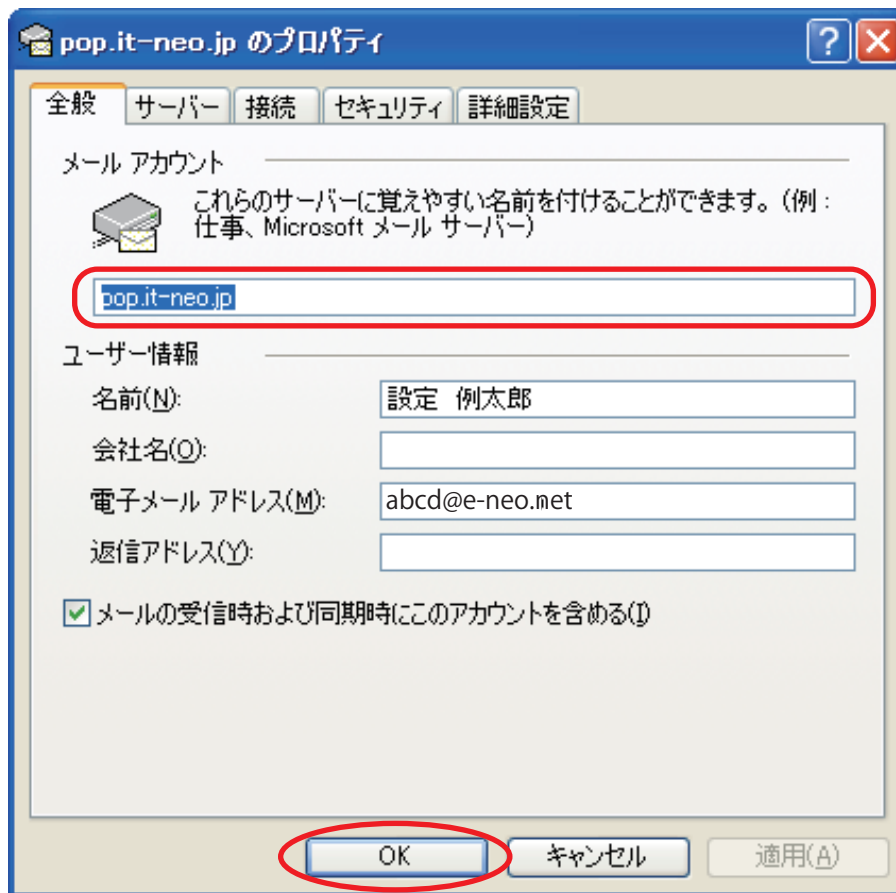 pop.it-neo.jp のプロパティ
全般 サーバー 接続 セキュリティ 詳細設定
メール アカウント
これらのサーバーに覚えやすい名前を付けることができます。(例:
仕事、Microsoft メール サーバー)
pop.it-neo.jp
ユーザー情報
名前(N): 設定 例太郎
会社名(O):
電子メール アドレス(M): abcd@e-neo.net
返信アドレス(Y):
メールの受信時および同期時にこのアカウントを含める(I)
OK キャンセル 適用(A)